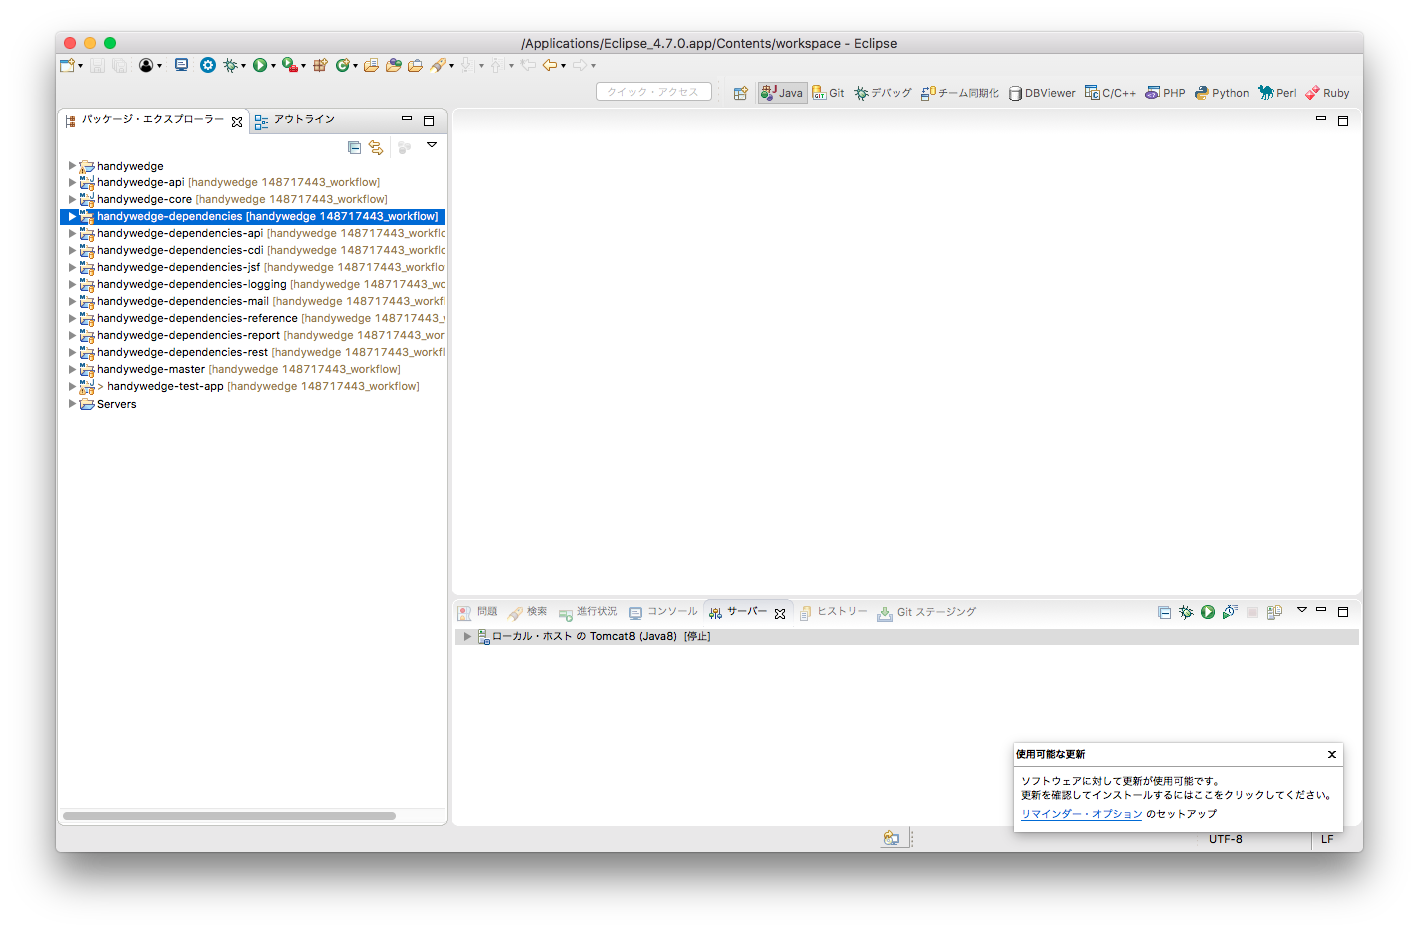 /Applications/Eclipse_4.7.0.app/Contents/workspace - Eclipse
クイック・アクセス
Java
Git
デバッグ
チーム同期化
DBViewer
C/C++
PHP
Python
Perl
Ruby
パッケージ・エクスプローラー
アウトライン
handywedge
handywedge-api [handywedge 148717443_workflow]
handywedge-core [handywedge 148717443_workflow]
handywedge-dependencies [handywedge 148717443_workflow]
handywedge-dependencies-api [handywedge 148717443_workflc
handywedge-dependencies-cdi [handywedge 148717443_workflc
handywedge-dependencies-jsf [handywedge 148717443_workflo
handywedge-dependencies-logging [handywedge 148717443_wc
handywedge-dependencies-mail [handywedge 148717443_workfl
handywedge-dependencies-reference [handywedge 148717443_
handywedge-dependencies-report [handywedge 148717443_wor
handywedge-dependencies-rest [handywedge 148717443_workfl
handywedge-master [handywedge 148717443_workflow]
> handywedge-test-app [handywedge 148717443_workflow]
Servers
問題
検索
進行状況
コンソール
サーバー
ヒストリー
Git ステージング
ローカル・ホスト の Tomcat8 (Java8) [停止]
使用可能な更新
ソフトウェアに対して更新が使用可能です。
更新を確認してインストールするにはここをクリックしてください。
リマインダー・オプション のセットアップ
UTF-8
LF